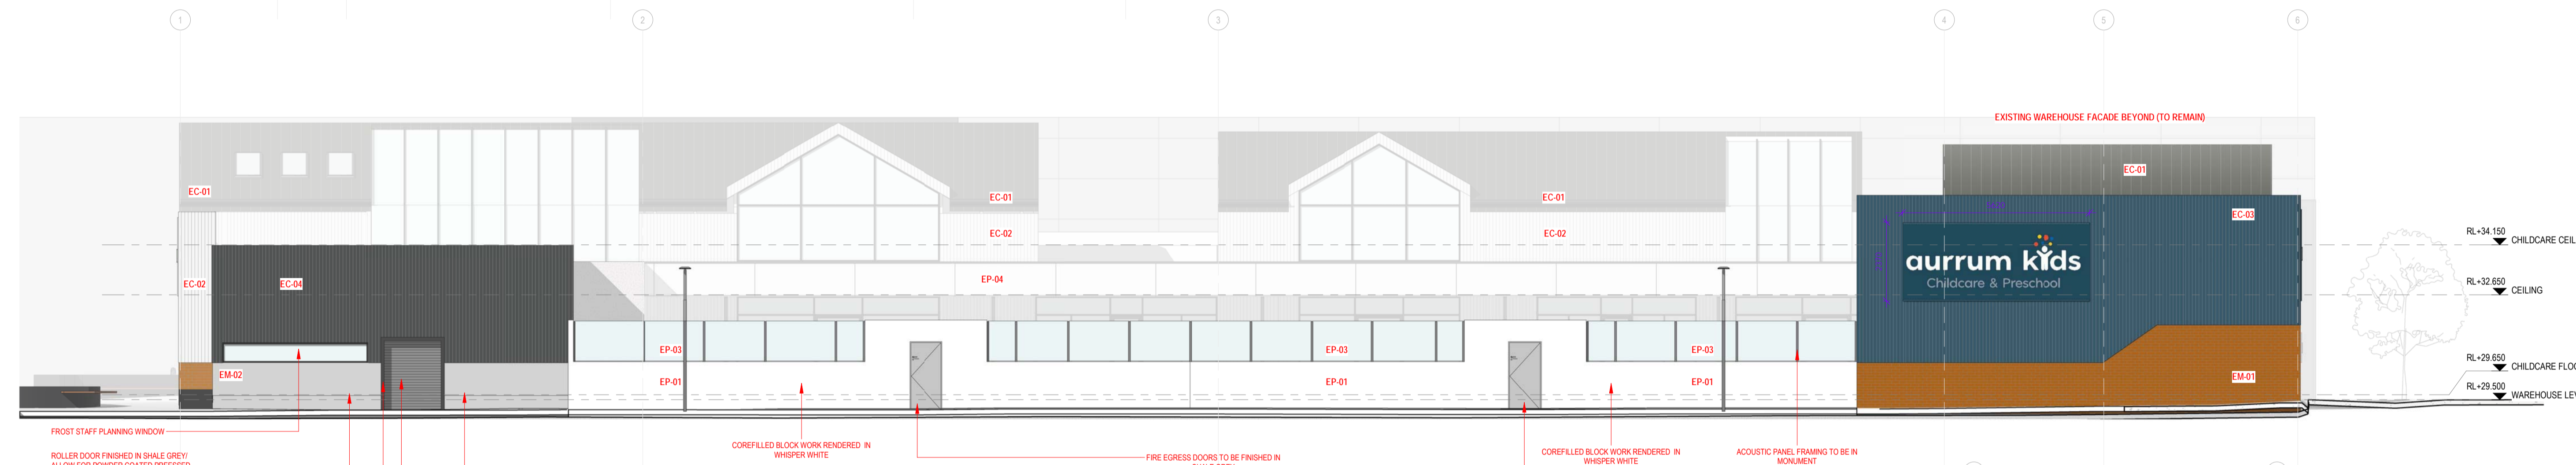 1 2 3 4 5 6
EXISTING WAREHOUSE FACADE BEYOND (TO REMAIN)
EC-01
EC-01
EC-01
EC-01
EC-03
EC-02
EC-02
RL+34.150
CHILDCARE CEIL
aurrum kids
Childcare & Preschool
EC-02
EC-04
EP-04
RL+32.650
CEILING
EP-03
EP-03
EP-03
RL+29.650
CHILDCARE FLOO
EM-02
EP-01
EP-01
EP-01
EM-01
RL+29.500
WAREHOUSE LEV
FROST STAFF PLANNING WINDOW
COREFILLED BLOCK WORK RENDERED IN
WHISPER WHITE
FIRE EGRESS DOORS TO BE FINISHED IN
COREFILLED BLOCK WORK RENDERED IN
WHISPER WHITE
ACOUSTIC PANEL FRAMING TO BE IN
MONUMENT
ROLLER DOOR FINISHED IN SHALE GREY/